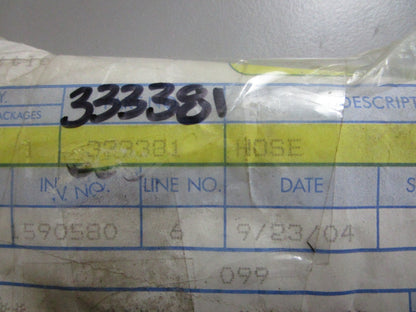 333381
Y. DESCRIPT
PACKAGES
1 333381 HOSE
INV. NO. LINE NO. DATE S
1590580 6 9/23/04
099